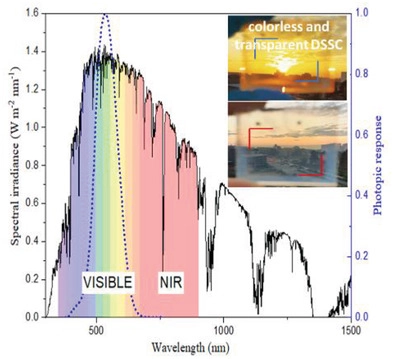 colorless and
transparent DSSC
1.6
1.4
1.2
1.0
0.8
0.6
0.4
0.2
0.0
Spectral irradiance (W m-2 nm-1)
1.0
0.8
0.6
0.4
0.2
0.0
Photopic response
VISIBLE
NIR
500
1000
1500
Wavelength (nm)